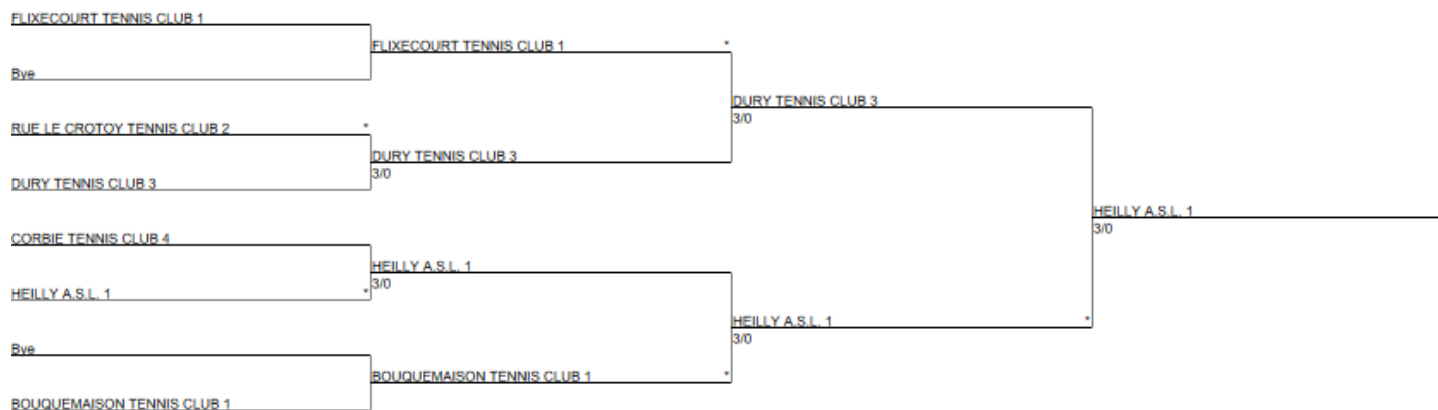 FLIXECOURT TENNIS CLUB 1
FLIXECOURT TENNIS CLUB 1 *
Bye
DURY TENNIS CLUB 3
3/0
RUE LE CROTOY TENNIS CLUB 2 *
DURY TENNIS CLUB 3
3/0
DURY TENNIS CLUB 3
HEILLY A.S.L. 1
3/0
CORBIE TENNIS CLUB 4
HEILLY A.S.L. 1
3/0
HEILLY A.S.L. 1 *
HEILLY A.S.L. 1 *
3/0
Bye
BOUQUEMAISON TENNIS CLUB 1 *
BOUQUEMAISON TENNIS CLUB 1